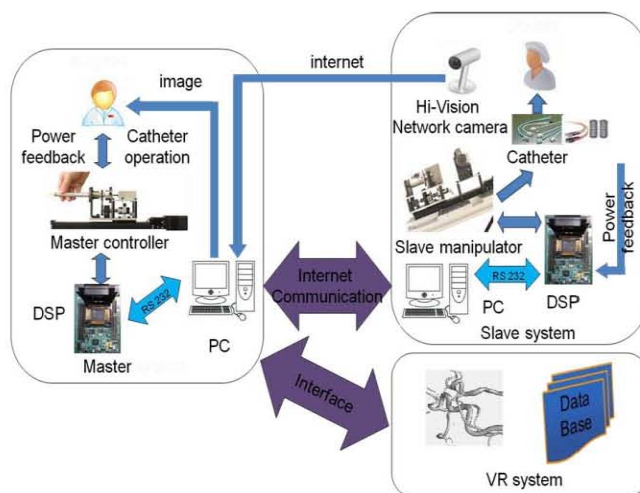 image
internet
Power
feedback
Catheter
operation
Master controller
DSP
RS 232
PC
Master
Hi-Vision
Network camera
Catheter
Power
feedback
Slave manipulator
RS 232
DSP
PC
Slave system
Internet
Communication
Interface
Data
Base
VR system